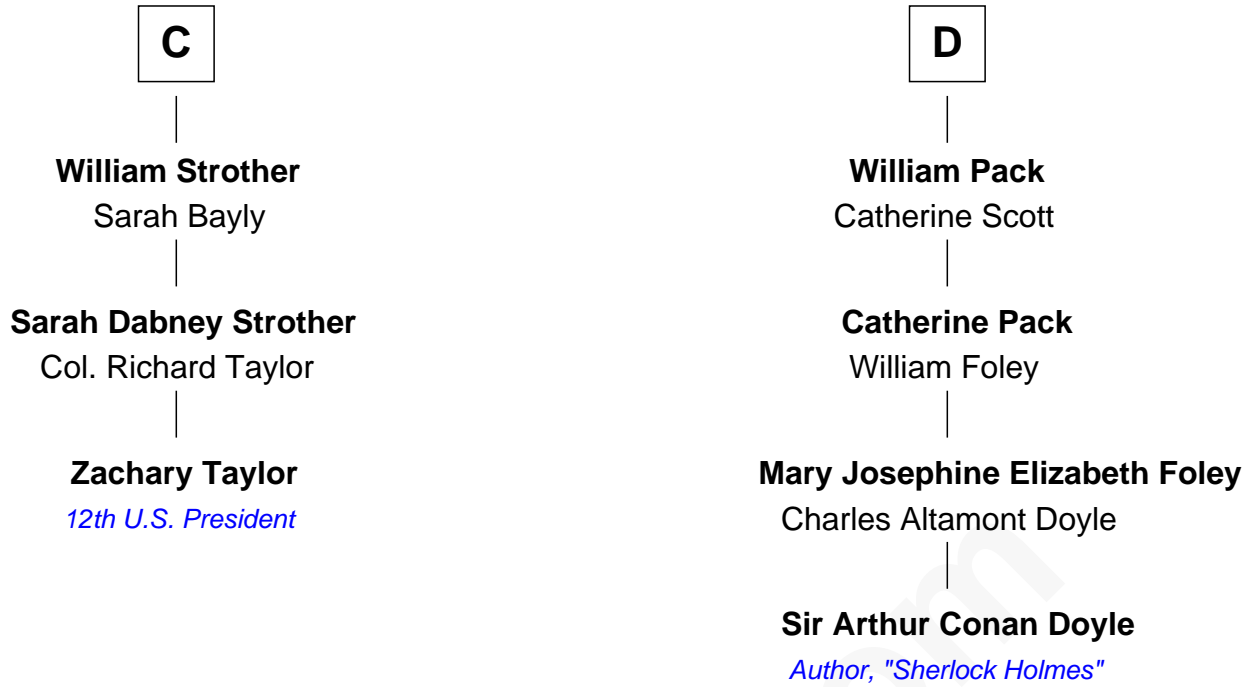 C
William Strother
Sarah Bayly
Sarah Dabney Strother
Col. Richard Taylor
Zachary Taylor
12th U.S. President
D
William Pack
Catherine Scott
Catherine Pack
William Foley
Mary Josephine Elizabeth Foley
Charles Altamont Doyle
Sir Arthur Conan Doyle
Author, "Sherlock Holmes"